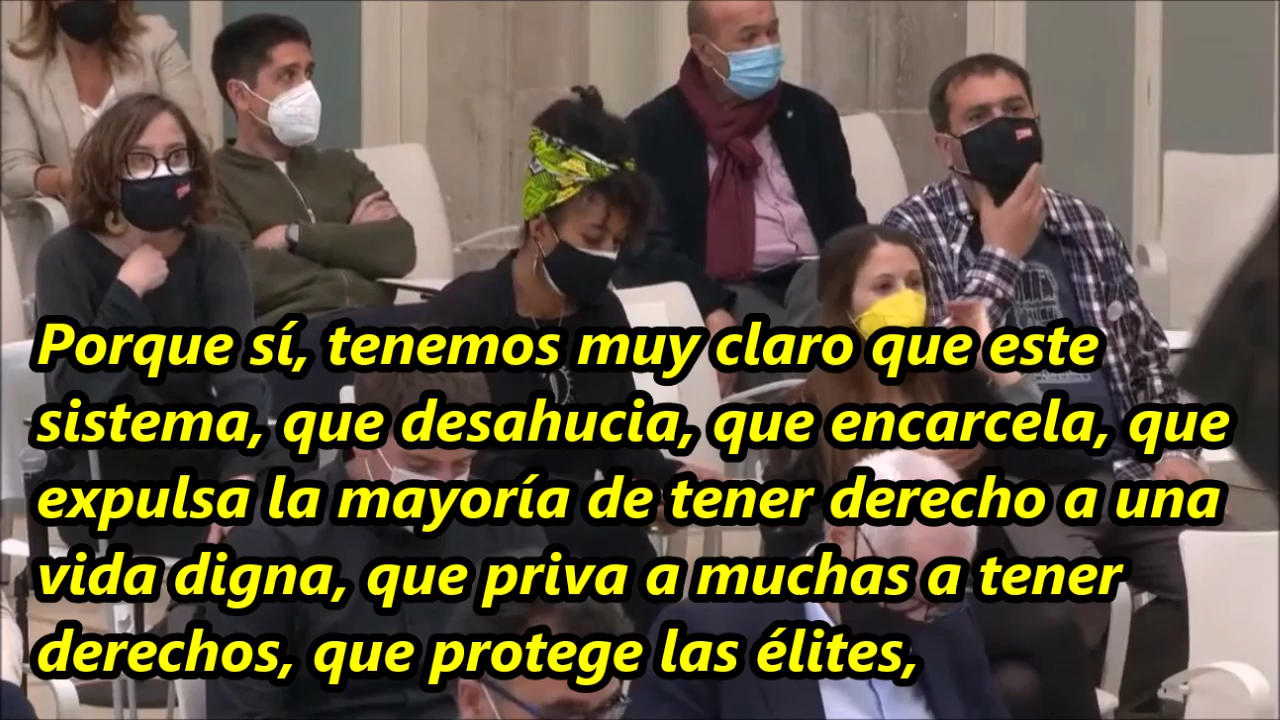 Porque sí, tenemos muy claro que este
sistema, que desahucia, que encarcela, que
expulsa la mayoría de tener derecho a una
vida digna, que priva a muchas a tener
derechos, que protege las élites,